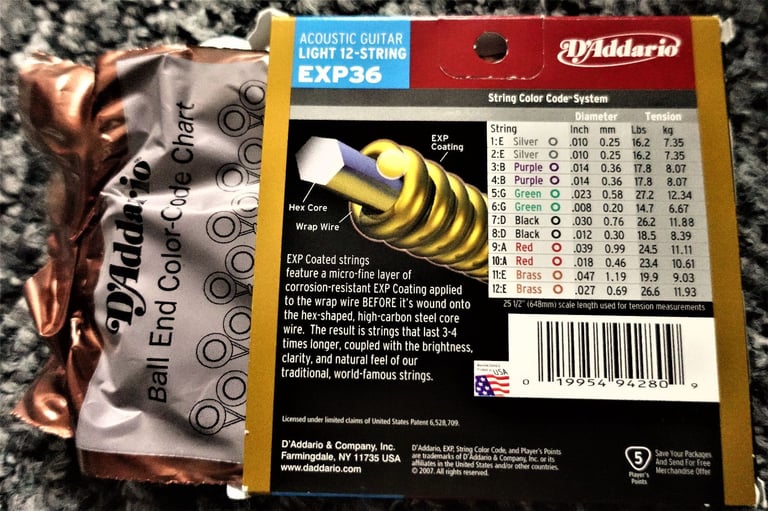 ACOUSTIC GUITAR
LIGHT 12-STRING
EXP36
D'Addario
String Color Code™ System
Diameter Tension
String Inch mm Lbs kg
1:E Silver .010 0.25 16.2 7.35
2:E Silver .010 0.25 16.2 7.35
3:B Purple .014 0.36 17.8 8.07
4:B Purple .014 0.36 17.8 8.07
5:G Green .023 0.58 27.2 12.34
6:G Green .008 0.20 14.7 6.67
7:D Black .030 0.76 26.2 11.88
8:D Black .012 0.30 18.5 8.39
9:A Red .039 0.99 24.5 11.11
10:A Red .018 0.46 23.4 10.61
11:E Brass .047 1.19 19.9 9.03
12:E Brass .027 0.69 26.6 11.93
25 1/2" (648mm) scale length used for tension measurements
EXP
Coating
Hex Core
Wrap Wire
EXP Coated strings
feature a micro-fine layer of
corrosion-resistant EXP Coating applied
to the wrap wire BEFORE it's wound onto
the hex-shaped, high-carbon steel core
wire. The result is strings that last 3-4
times longer, coupled with the brightness,
clarity, and natural feel of our
traditional, world-famous strings.
USA
0 19954 94280 9
Licensed under limited claims of United States Patent 6,528,709.
D'Addario & Company, Inc.
Farmingdale, NY 11735 USA
www.daddario.com
D'Addario, EXP, String Color Code, and Player's Points
are trademarks of D'Addario & Company, Inc. or its
affiliates in the United States and/or other countries.
© 2007. All rights reserved.
5
Player's
Points
Save Your Packages
And Send For Free
Merchandise Offer
D'Addario
Ball End Color-Code Chart